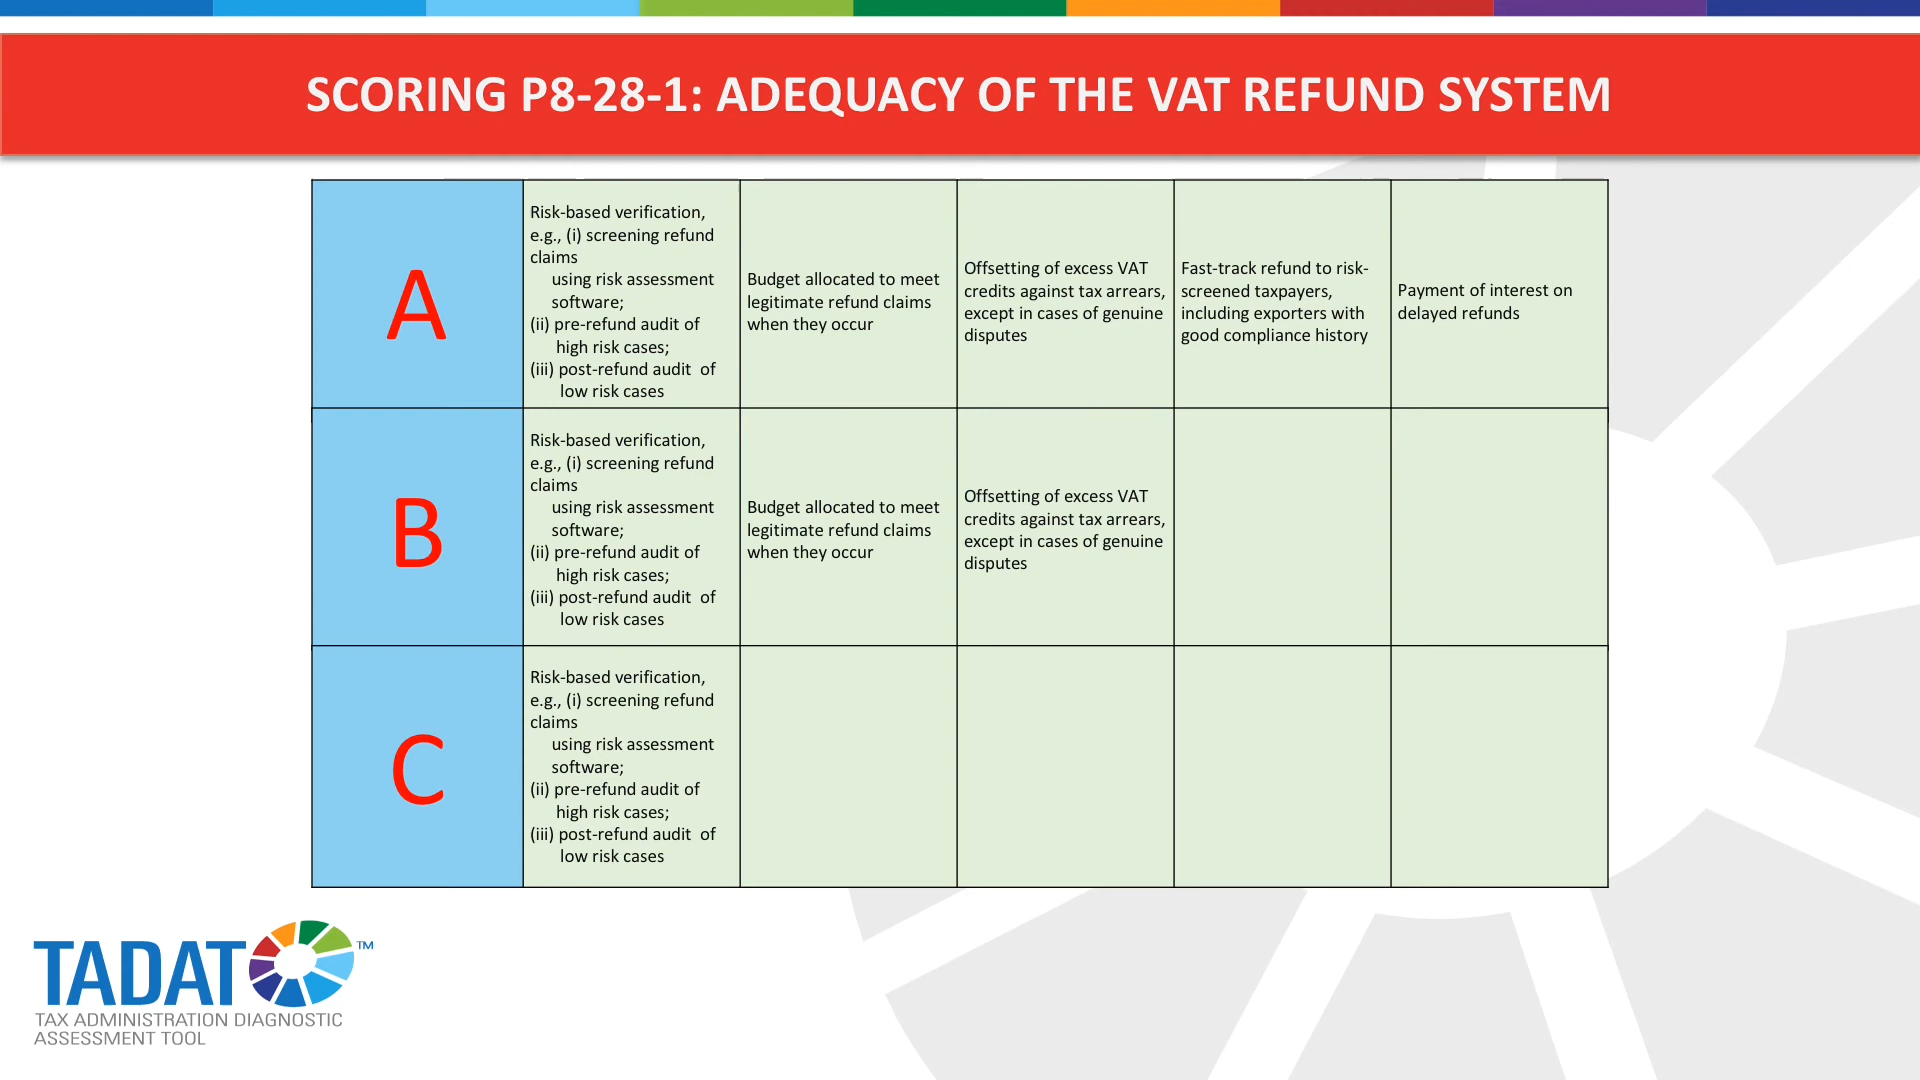 SCORING P8-28-1: ADEQUACY OF THE VAT REFUND SYSTEM
A
Risk-based verification,
e.g., (i) screening refund
claims
using risk assessment
software;
(ii) pre-refund audit of
high risk cases;
(iii) post-refund audit of
low risk cases
Budget allocated to meet
legitimate refund claims
when they occur
Offsetting of excess VAT
credits against tax arrears,
except in cases of genuine
disputes
Fast-track refund to risk-
screened taxpayers,
including exporters with
good compliance history
Payment of interest on
delayed refunds
B
Risk-based verification,
e.g., (i) screening refund
claims
using risk assessment
software;
(ii) pre-refund audit of
high risk cases;
(iii) post-refund audit of
low risk cases
Budget allocated to meet
legitimate refund claims
when they occur
Offsetting of excess VAT
credits against tax arrears,
except in cases of genuine
disputes
C
Risk-based verification,
e.g., (i) screening refund
claims
using risk assessment
software;
(ii) pre-refund audit of
high risk cases;
(iii) post-refund audit of
low risk cases
TADAT TM
TAX ADMINISTRATION DIAGNOSTIC
ASSESSMENT TOOL